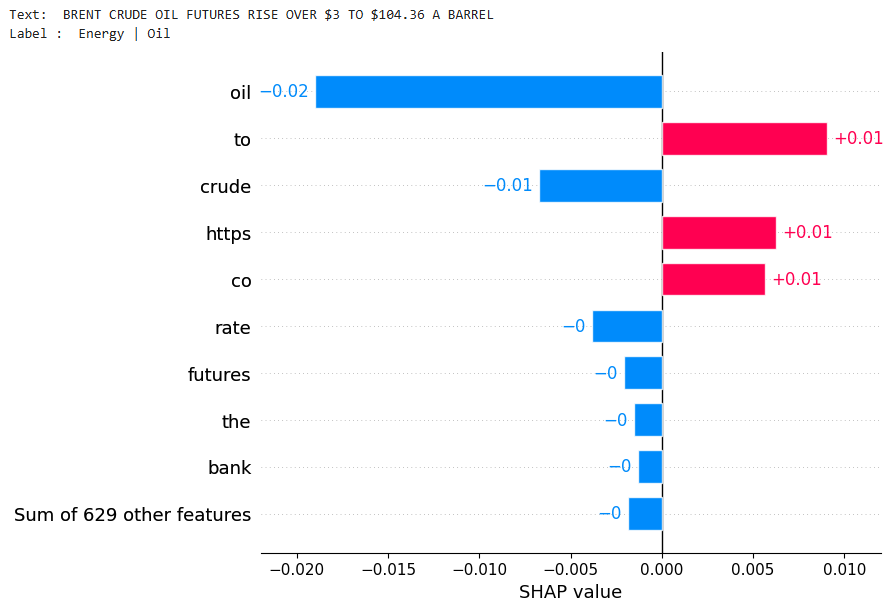 Text:  BRENT CRUDE OIL FUTURES RISE OVER $3 TO $104.36 A BARREL
Label :  Energy | Oil
oil −0.02
to +0.01
crude −0.01
https +0.01
co +0.01
rate −0
futures −0
the −0
bank −0
Sum of 629 other features −0
−0.020 −0.015 −0.010 −0.005 0.000 0.005 0.010
SHAP value